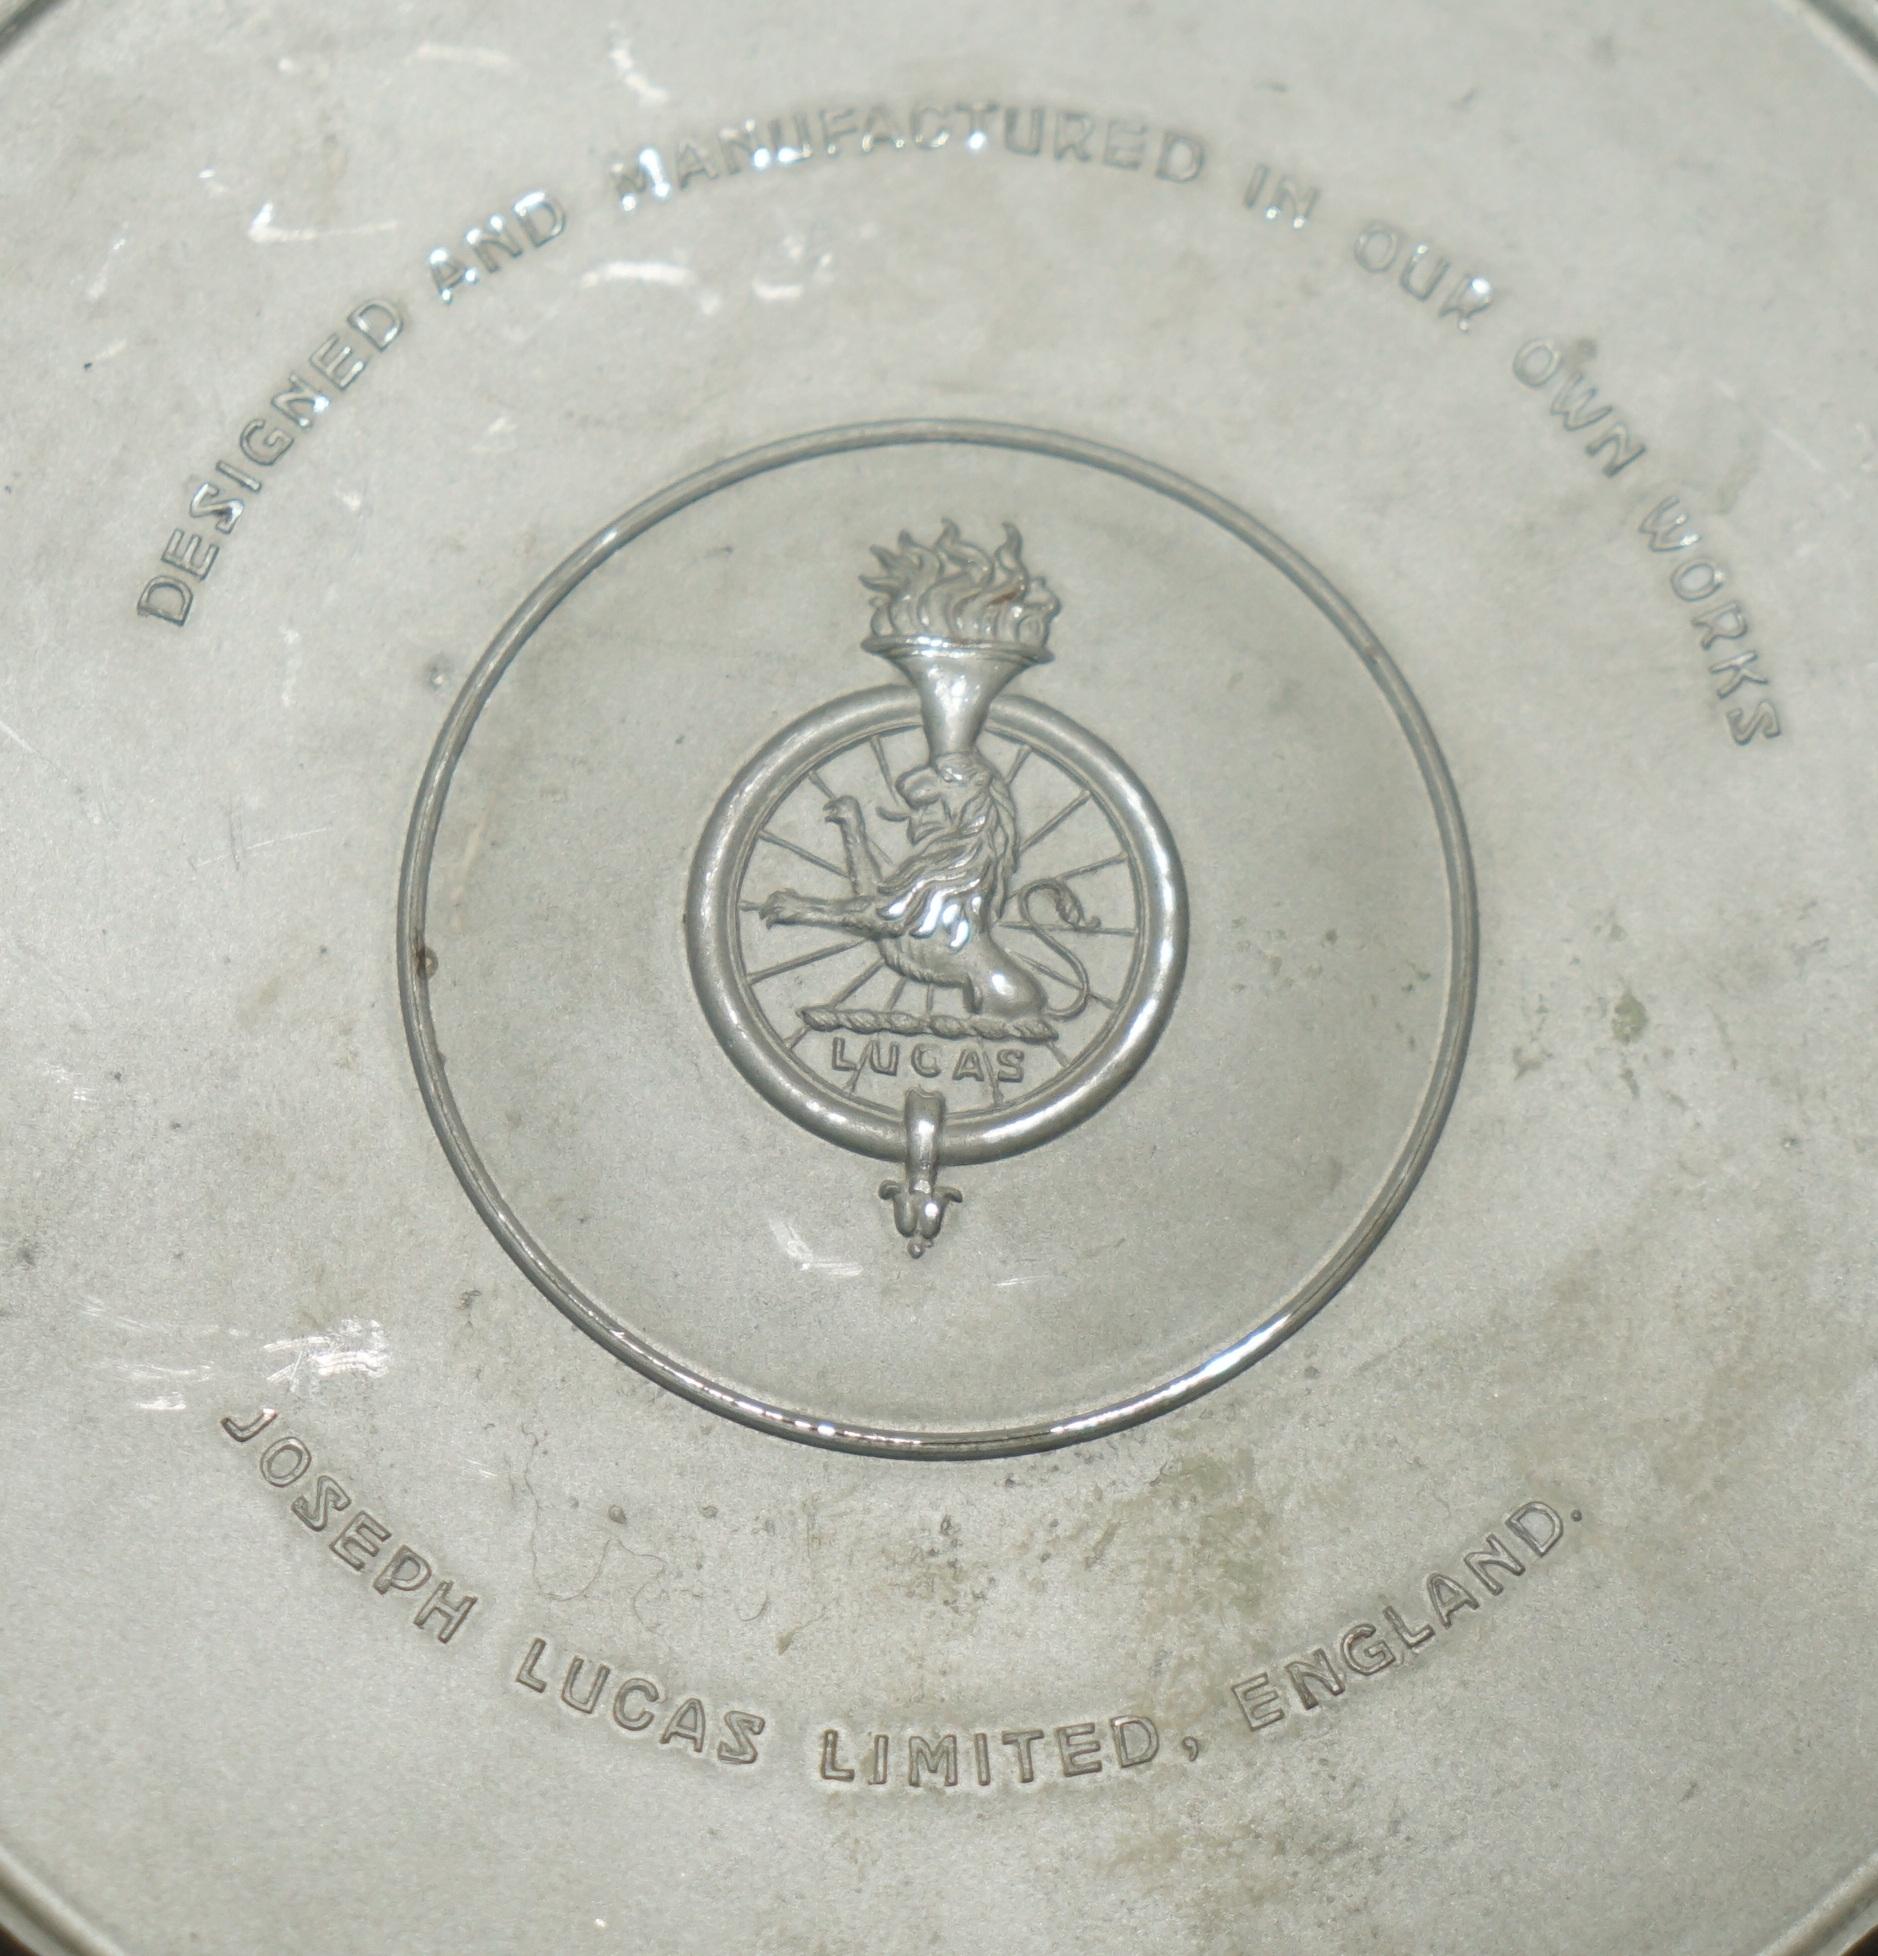 DESIGNED AND MANUFACTURED IN OUR OWN WORKS
LUCAS
JOSEPH LUCAS LIMITED, ENGLAND.